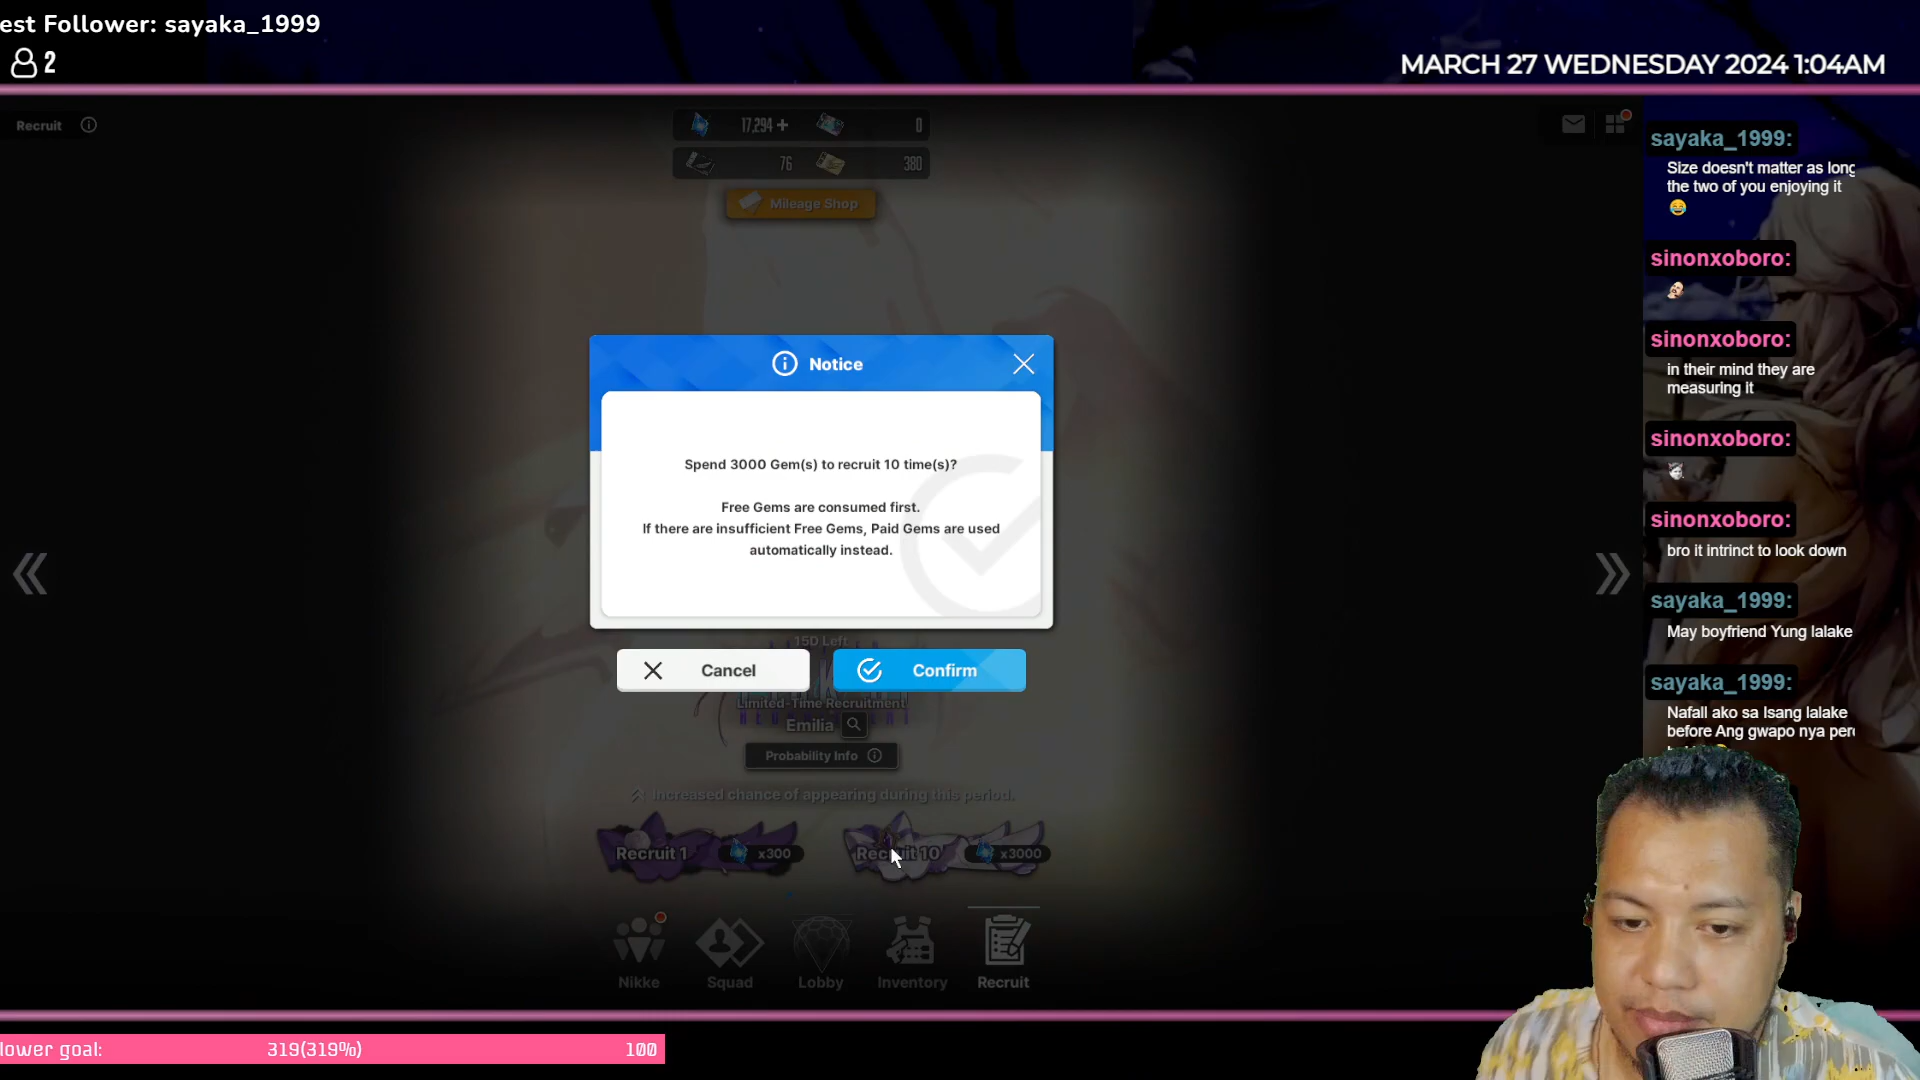 est Follower: sayaka_1999
2
MARCH 27 WEDNESDAY 2024 1:04AM
Recruit
17,294 +
0
76
380
Mileage Shop
Notice
Spend 3000 Gem(s) to recruit 10 time(s)?
Free Gems are consumed first.
If there are insufficient Free Gems, Paid Gems are used
automatically instead.
15D Left
Cancel
Confirm
Limited-Time Recruitment
Emilia
Probability Info
Increased chance of appearing during this period.
Recruit 1
x300
Recruit 10
x3000
Nikke
Squad
Lobby
Inventory
Recruit
sayaka_1999:
Size doesn't matter as long
the two of you enjoying it
sinonxoboro:
sinonxoboro:
in their mind they are
measuring it
sinonxoboro:
sinonxoboro:
bro it intrinct to look down
sayaka_1999:
May boyfriend Yung lalake
sayaka_1999:
Nafall ako sa Isang lalake
before Ang gwapo nya pero
lower goal:
319(319%)
100